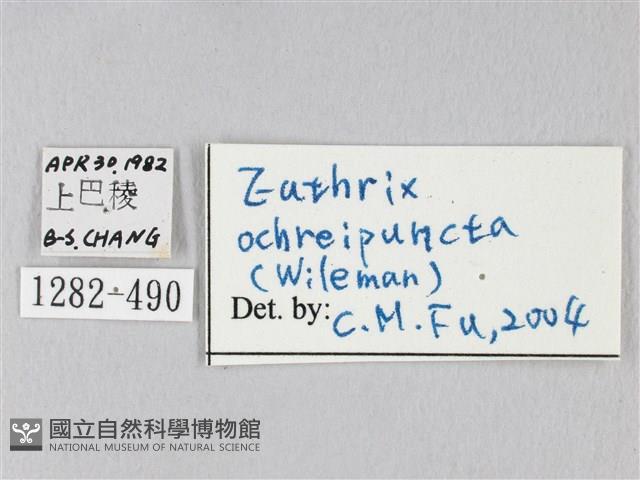 APR 30. 1982
上巴稜
B-S. CHANG
1282-490
Euthrix
ochreipuncta
(Wileman)
Det. by: C.M. Fu, 2004
國立自然科學博物館
NATIONAL MUSEUM OF NATURAL SCIENCE